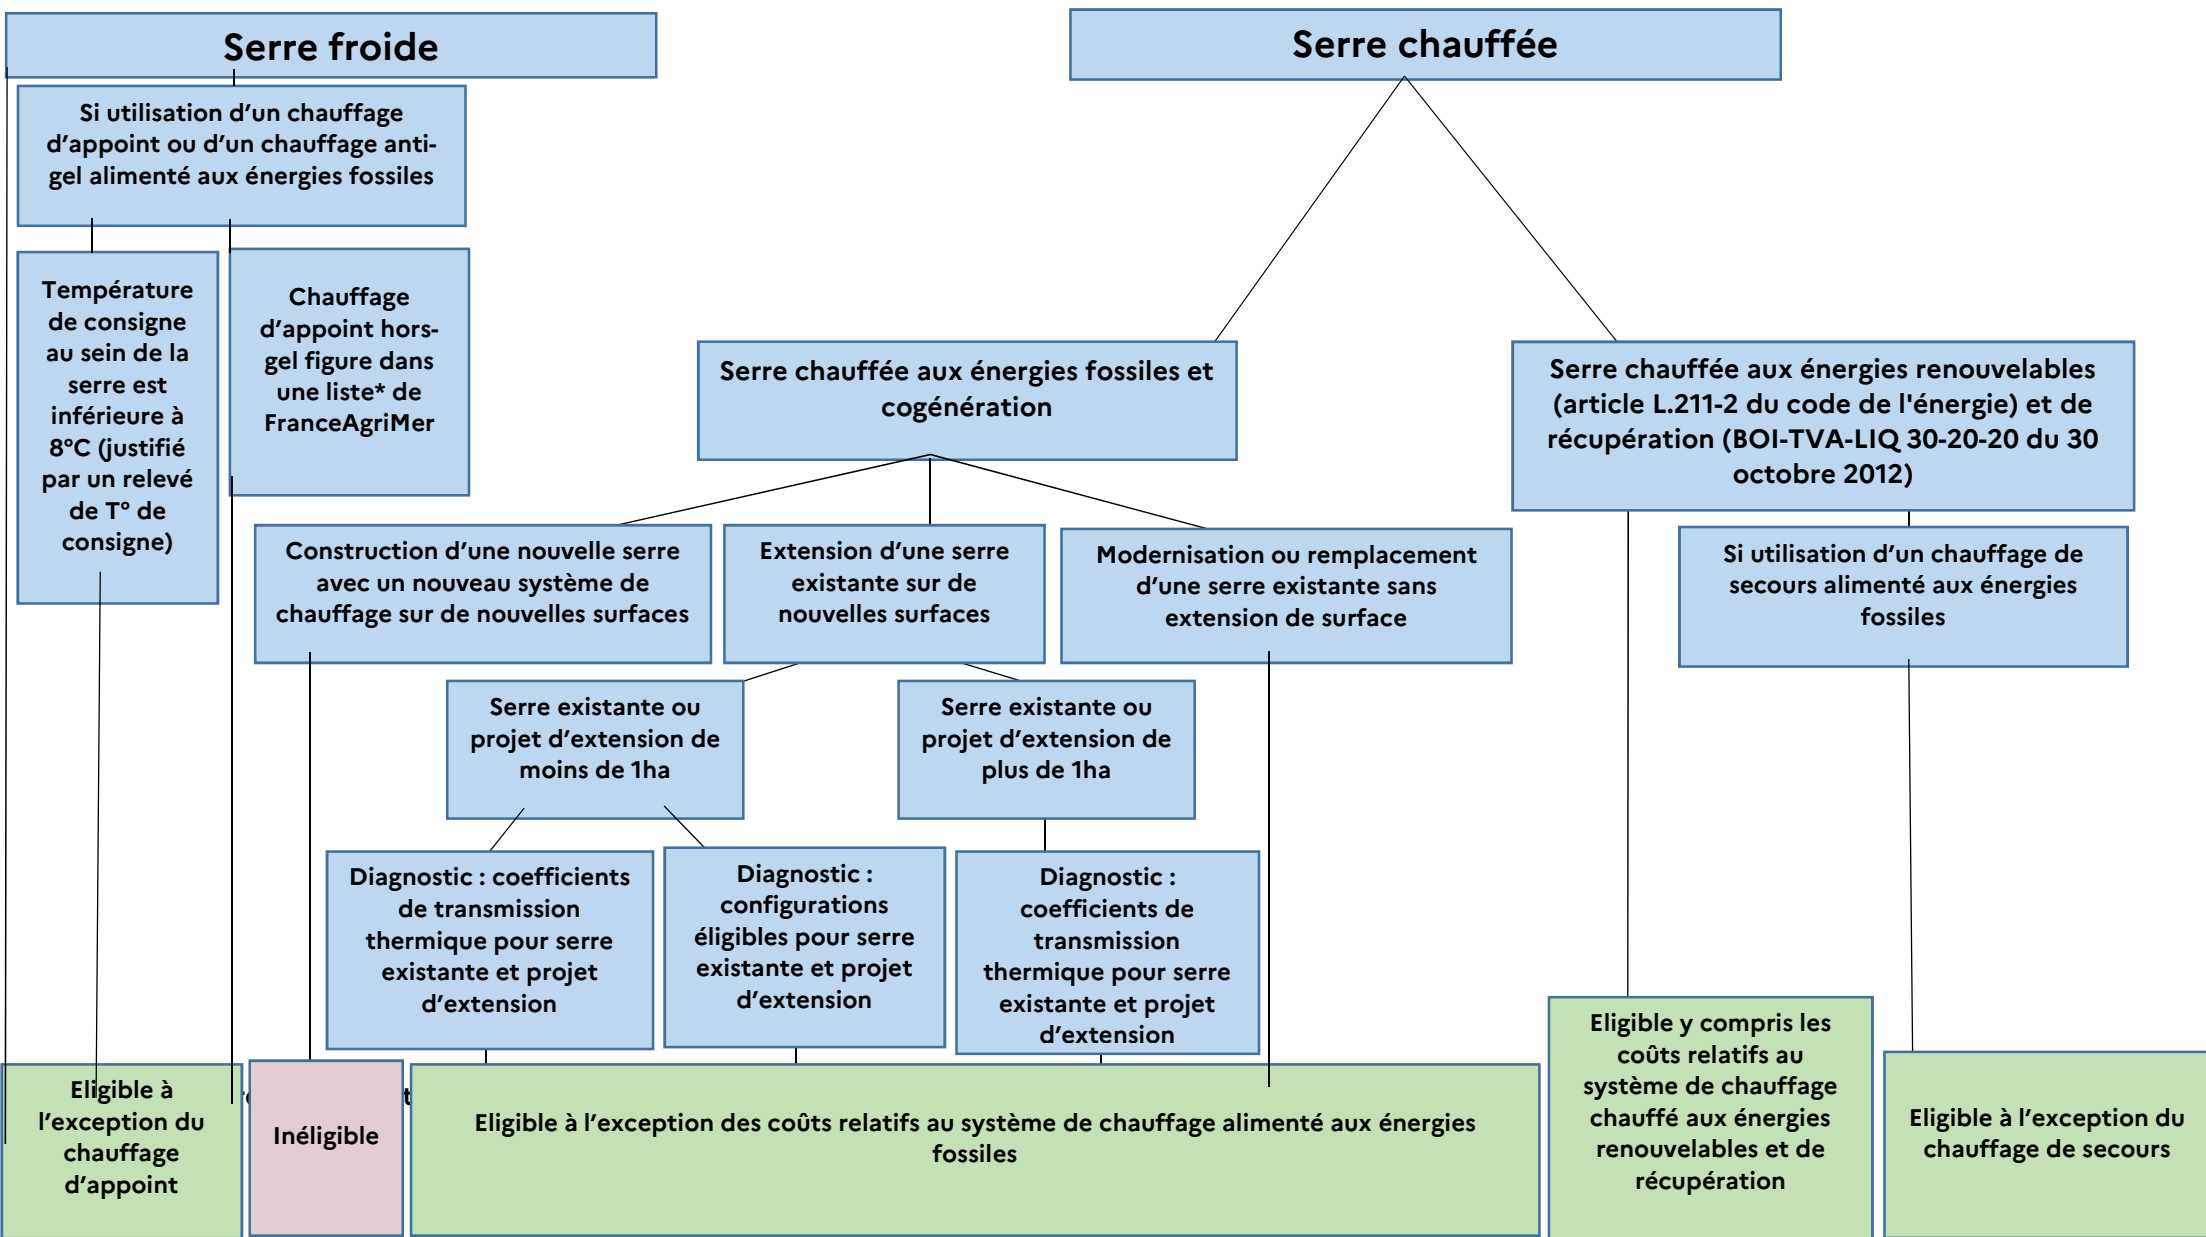 Serre froide
Serre chauffée
Si utilisation d’un chauffage
d’appoint ou d’un chauffage anti-
gel alimenté aux énergies fossiles
Température
de consigne
au sein de la
serre est
inférieure à
8°C (justifié
par un relevé
de T° de
consigne)
Chauffage
d’appoint hors-
gel figure dans
une liste* de
FranceAgriMer
Serre chauffée aux énergies fossiles et
cogénération
Serre chauffée aux énergies renouvelables
(article L.211-2 du code de l'énergie) et de
récupération (BOI-TVA-LIQ 30-20-20 du 30
octobre 2012)
Construction d’une nouvelle serre
avec un nouveau système de
chauffage sur de nouvelles surfaces
Extension d’une serre
existante sur de
nouvelles surfaces
Modernisation ou remplacement
d’une serre existante sans
extension de surface
Si utilisation d’un chauffage de
secours alimenté aux énergies
fossiles
Serre existante ou
projet d’extension de
moins de 1ha
Serre existante ou
projet d’extension de
plus de 1ha
Diagnostic : coefficients
de transmission
thermique pour serre
existante et projet
d’extension
Diagnostic :
configurations
éligibles pour serre
existante et projet
d’extension
Diagnostic :
coefficients de
transmission
thermique pour serre
existante et projet
d’extension
Eligible à
l’exception du
chauffage
d’appoint
Inéligible
Eligible à l’exception des coûts relatifs au système de chauffage alimenté aux énergies
fossiles
Eligible y compris les
coûts relatifs au
système de chauffage
chauffé aux énergies
renouvelables et de
récupération
Eligible à l’exception du
chauffage de secours